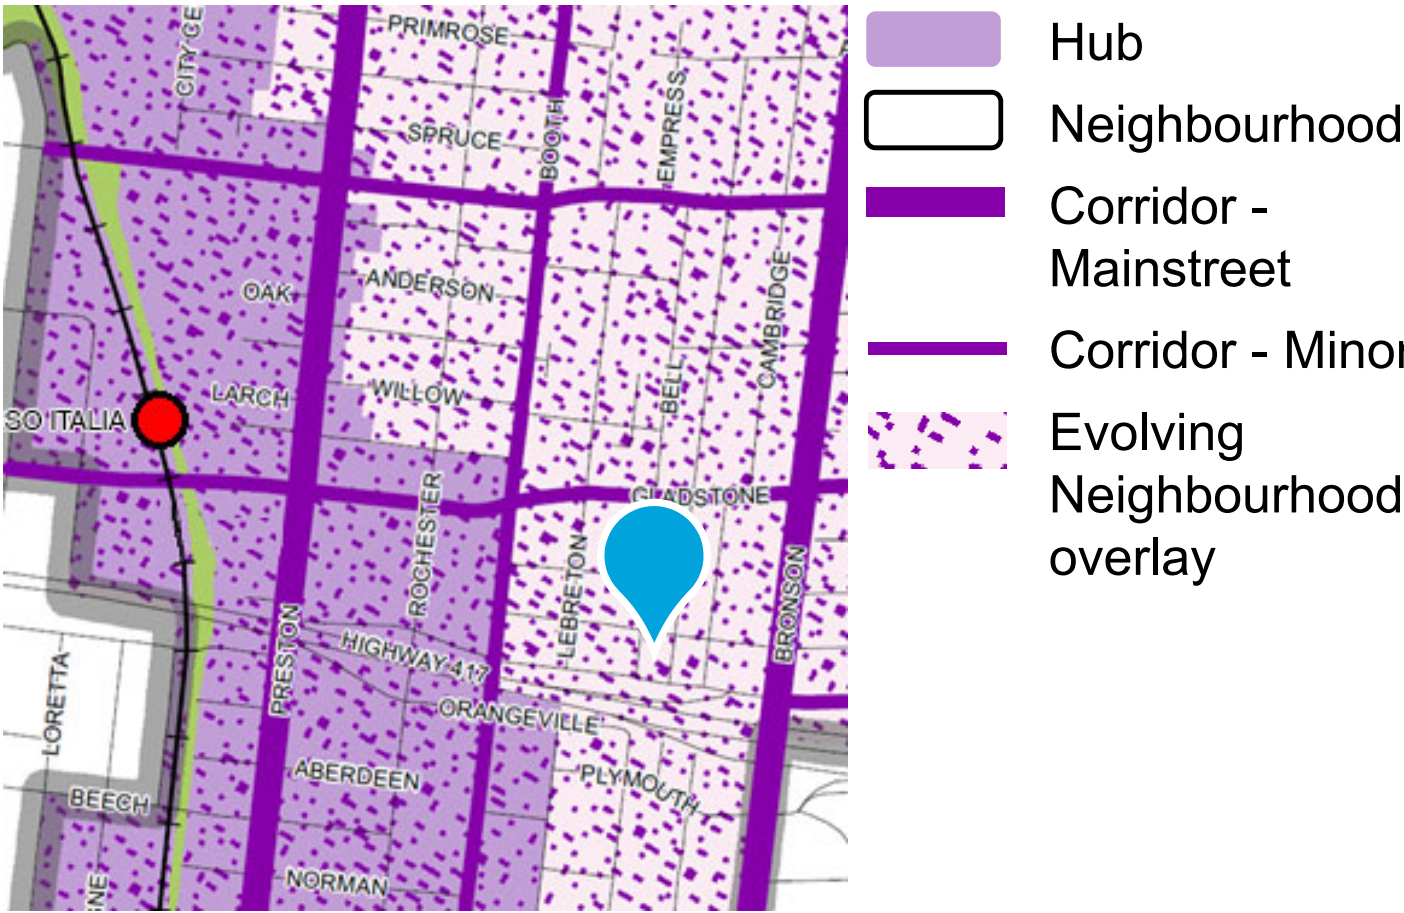 CITY CE
PRIMROSE
SPRUCE
BOOTH
EMPRESS
OAK
ANDERSON
CAMBRIDGE
LARCH
WILLOW
BELL
SO ITALIA
ROCHESTER
GLADSTONE
LEBRETON
BRONSON
PRESTON
HIGHWAY 417
LORETTA
ORANGEVILLE
ABERDEEN
PLYMOUTH
BEECH
NORMAN
GNE
Hub
Neighbourhood
Corridor -
Mainstreet
Corridor - Minor
Evolving
Neighbourhood
overlay